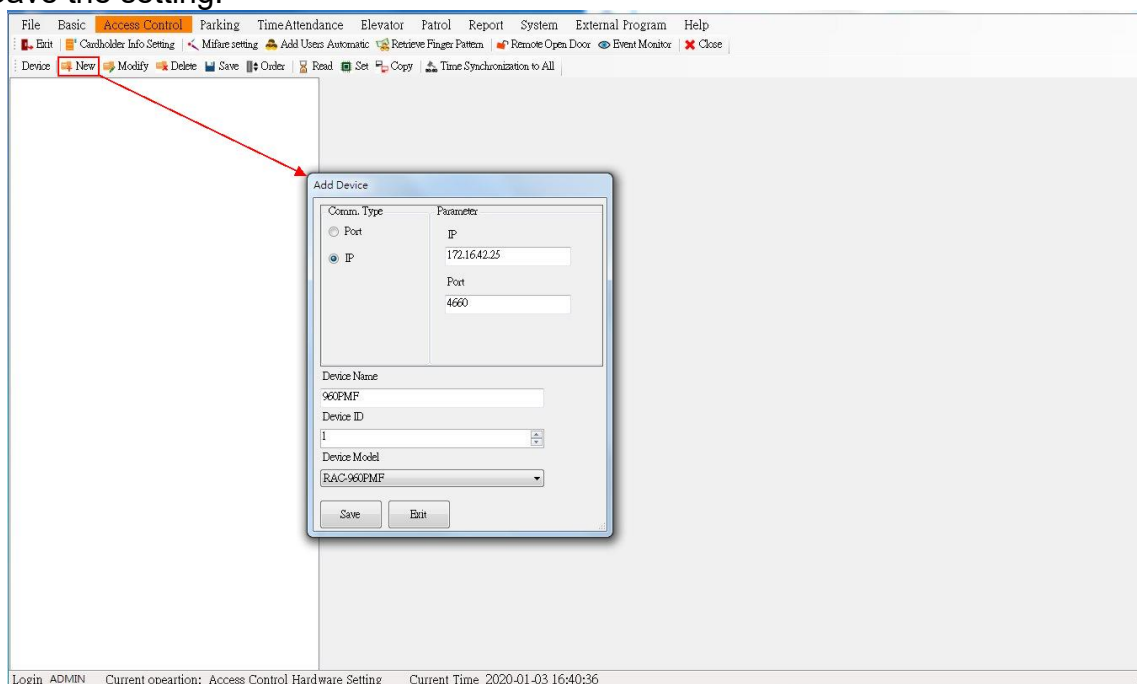 ave the setting.
File Basic Access Control Parking TimeAttendance Elevator Patrol Report System External Program Help
Exit Cardholder Info Setting Mifare setting Add Users Automatic Retrieve Finger Pattern Remote Open Door Event Monitor Close
Device New Modify Delete Save Order Read Set Copy Time Synchronization to All
Add Device
Comm. Type Parameter
Port IP
IP 172.16.42.25
Port
4660
Device Name
960PMF
Device ID
1
Device Model
RAC-960PMF
Save Exit
Login ADMIN Current opeartion: Access Control Hardware Setting Current Time 2020-01-03 16:40:36